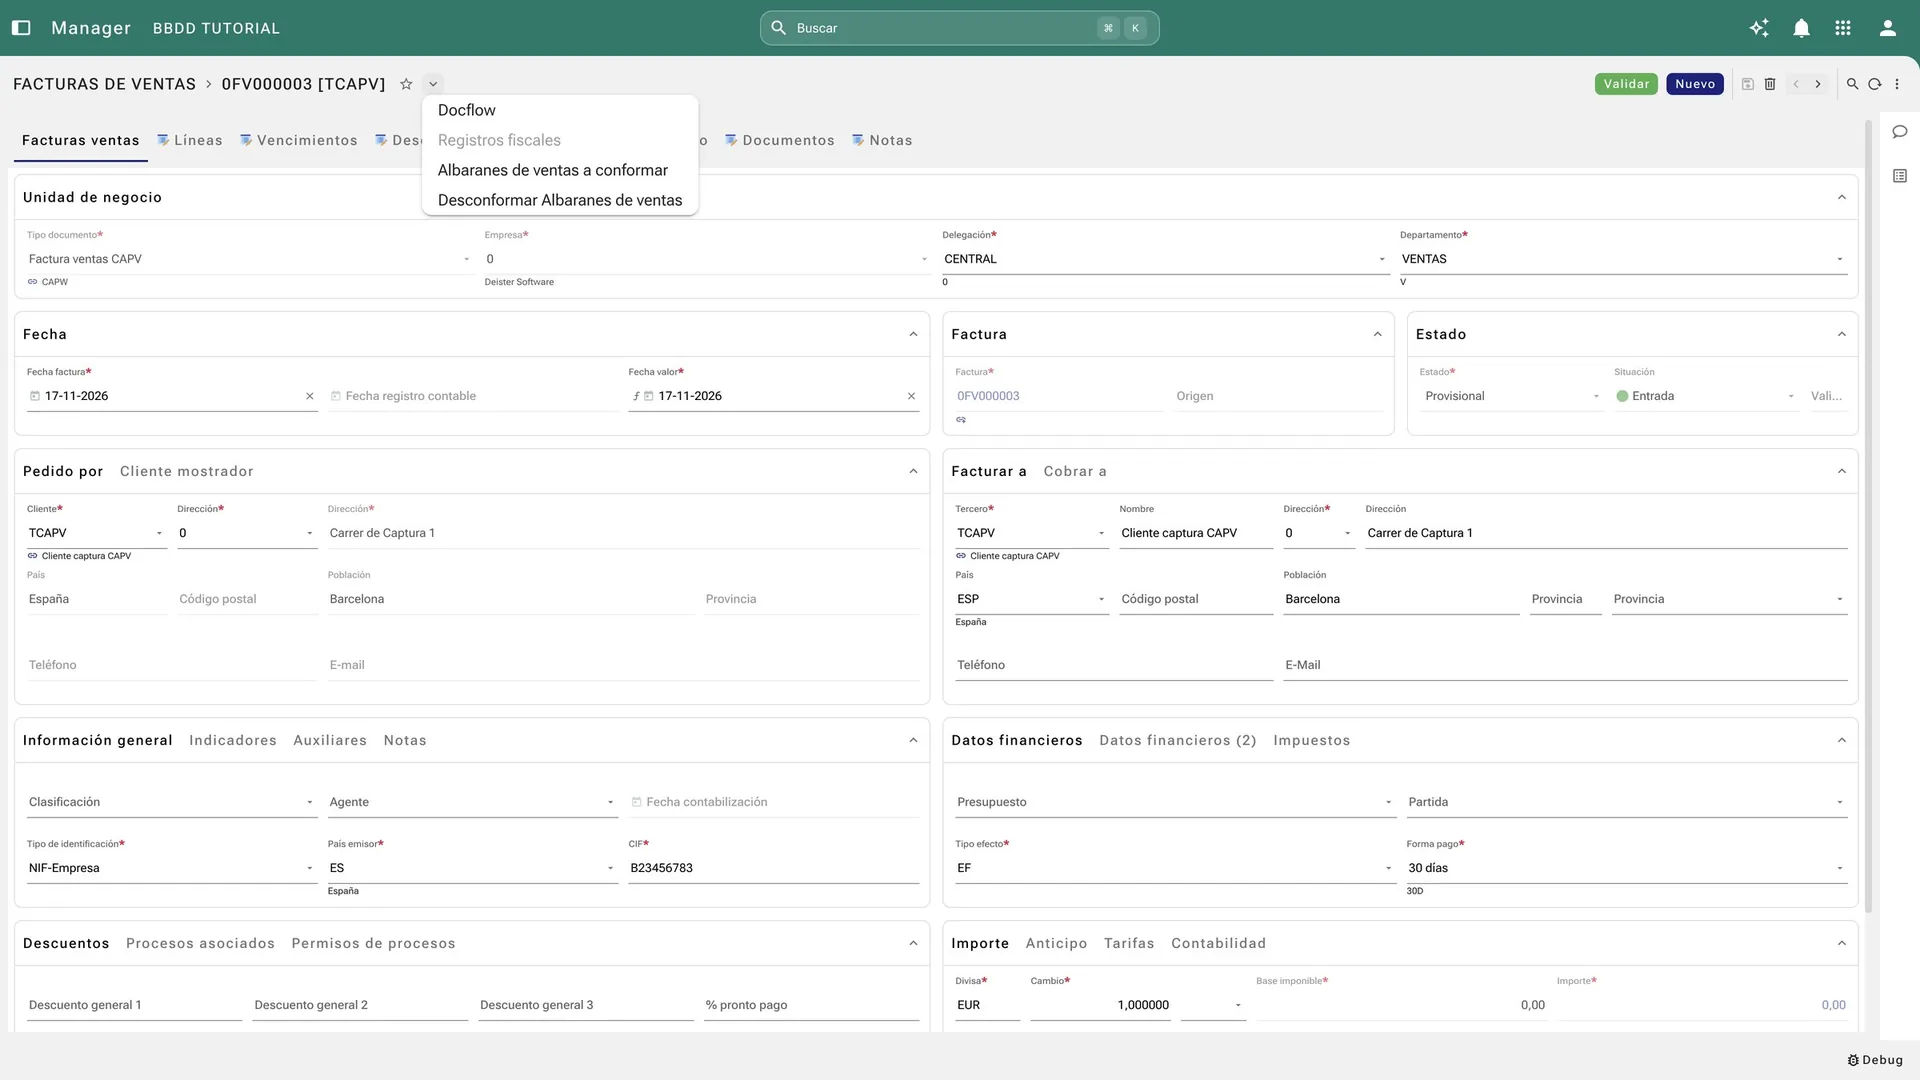 Manager BBDD TUTORIAL Buscar ⌘ K
FACTURAS DE VENTAS > 0FV000003 [TCAPV] Validar Nuevo
Docflow
Registros fiscales
Albaranes de ventas a conformar
Desconformar Albaranes de ventas
Facturas ventas Líneas Vencimientos Documentos Notas
Unidad de negocio
Tipo documento* Empresa* Delegación* Departamento*
Factura ventas CAPV 0 CENTRAL VENTAS
CAPW Deister Software 0 V
Fecha Factura Estado
Fecha factura* Fecha valor* Factura* Estado* Situación
17-11-2026 Fecha registro contable 17-11-2026 0FV000003 Origen Provisional Entrada Vali...
Pedido por Cliente mostrador Facturar a Cobrar a
Cliente* Dirección* Dirección* Tercero* Nombre Dirección* Dirección
TCAPV 0 Carrer de Captura 1 TCAPV Cliente captura CAPV 0 Carrer de Captura 1
Cliente captura CAPV Cliente captura CAPV
País Población País Población
España Código postal Barcelona Provincia ESP Código postal Barcelona Provincia Provincia
España
Teléfono E-mail Teléfono E-Mail
Información general Indicadores Auxiliares Notas Datos financieros Datos financieros (2) Impuestos
Clasificación Agente Fecha contabilización Presupuesto Partida
Tipo de identificación* País emisor* CIF* Tipo efecto* Forma pago*
NIF-Empresa ES B23456783 EF 30 días
España 30D
Descuentos Procesos asociados Permisos de procesos Importe Anticipo Tarifas Contabilidad
Divisa* Cambio* Base imponible* Importe*
Descuento general 1 Descuento general 2 Descuento general 3 % pronto pago EUR 1,000000 0,00 0,00
Debug